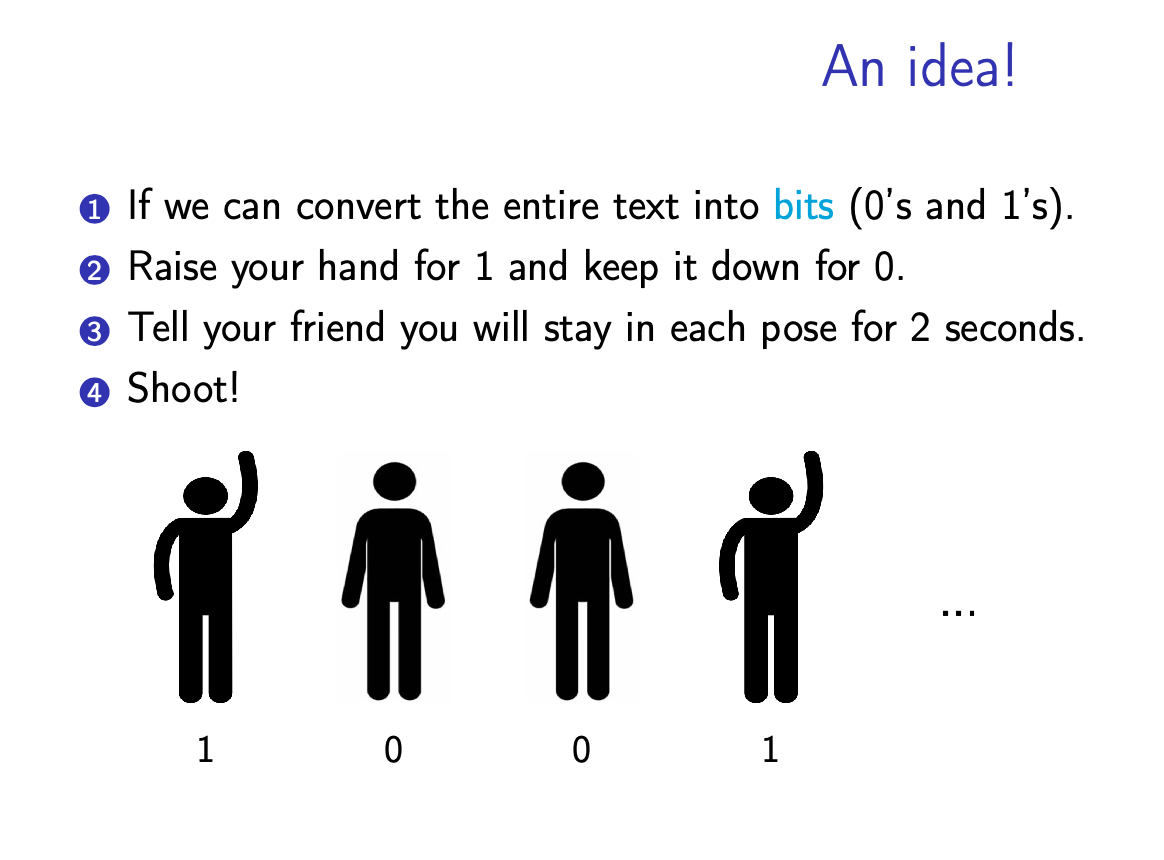 An idea!
1 If we can convert the entire text into bits (0's and 1's).
2 Raise your hand for 1 and keep it down for 0.
3 Tell your friend you will stay in each pose for 2 seconds.
4 Shoot!
...
1 0 0 1